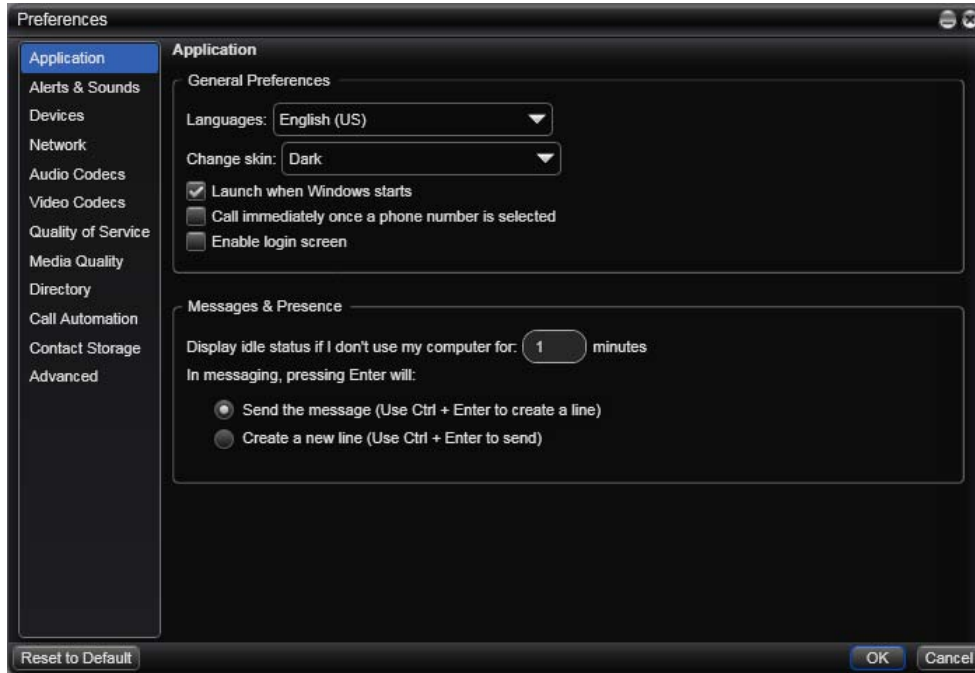 Preferences
Application
Alerts & Sounds
Devices
Network
Audio Codecs
Video Codecs
Quality of Service
Media Quality
Directory
Call Automation
Contact Storage
Advanced
Application
General Preferences
Languages: English (US)
Change skin: Dark
Launch when Windows starts
Call immediately once a phone number is selected
Enable login screen
Messages & Presence
Display idle status if I don't use my computer for: 1 minutes
In messaging, pressing Enter will:
Send the message (Use Ctrl + Enter to create a line)
Create a new line (Use Ctrl + Enter to send)
Reset to Default
OK
Cancel